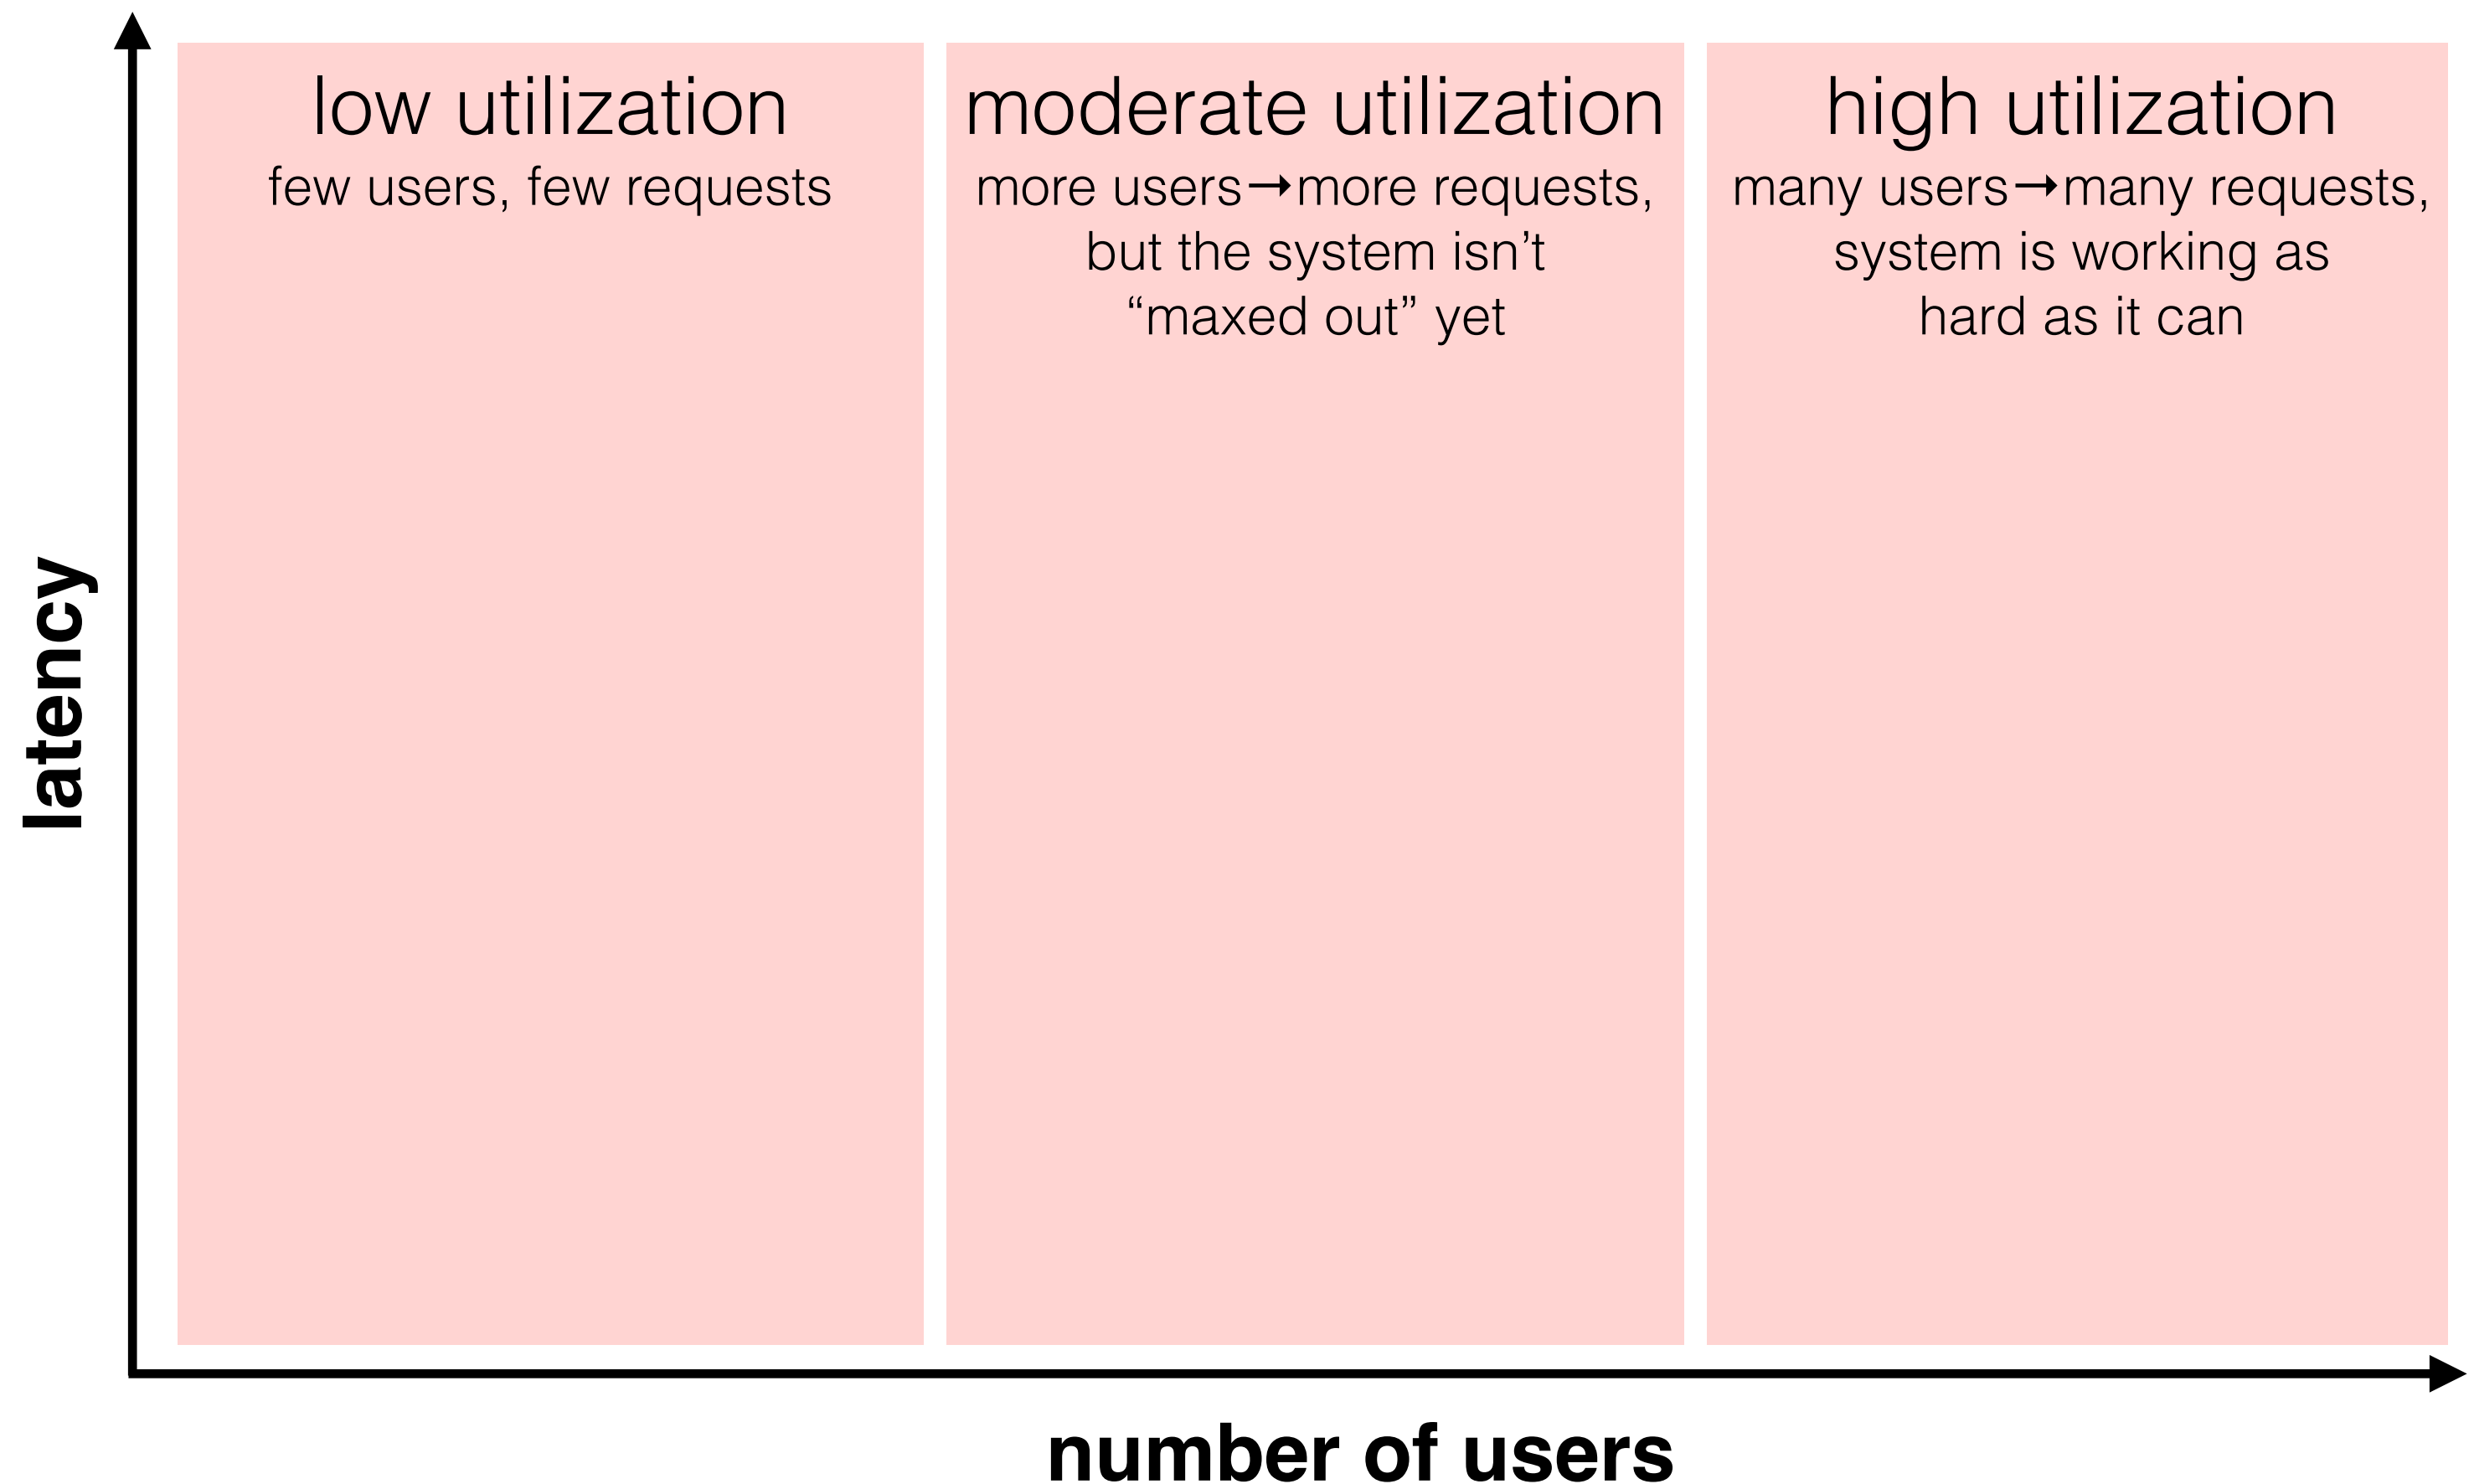 low utilization
few users, few requests
moderate utilization
more users→more requests,
but the system isn’t
“maxed out” yet
high utilization
many users→many requests,
system is working as
hard as it can
latency
number of users